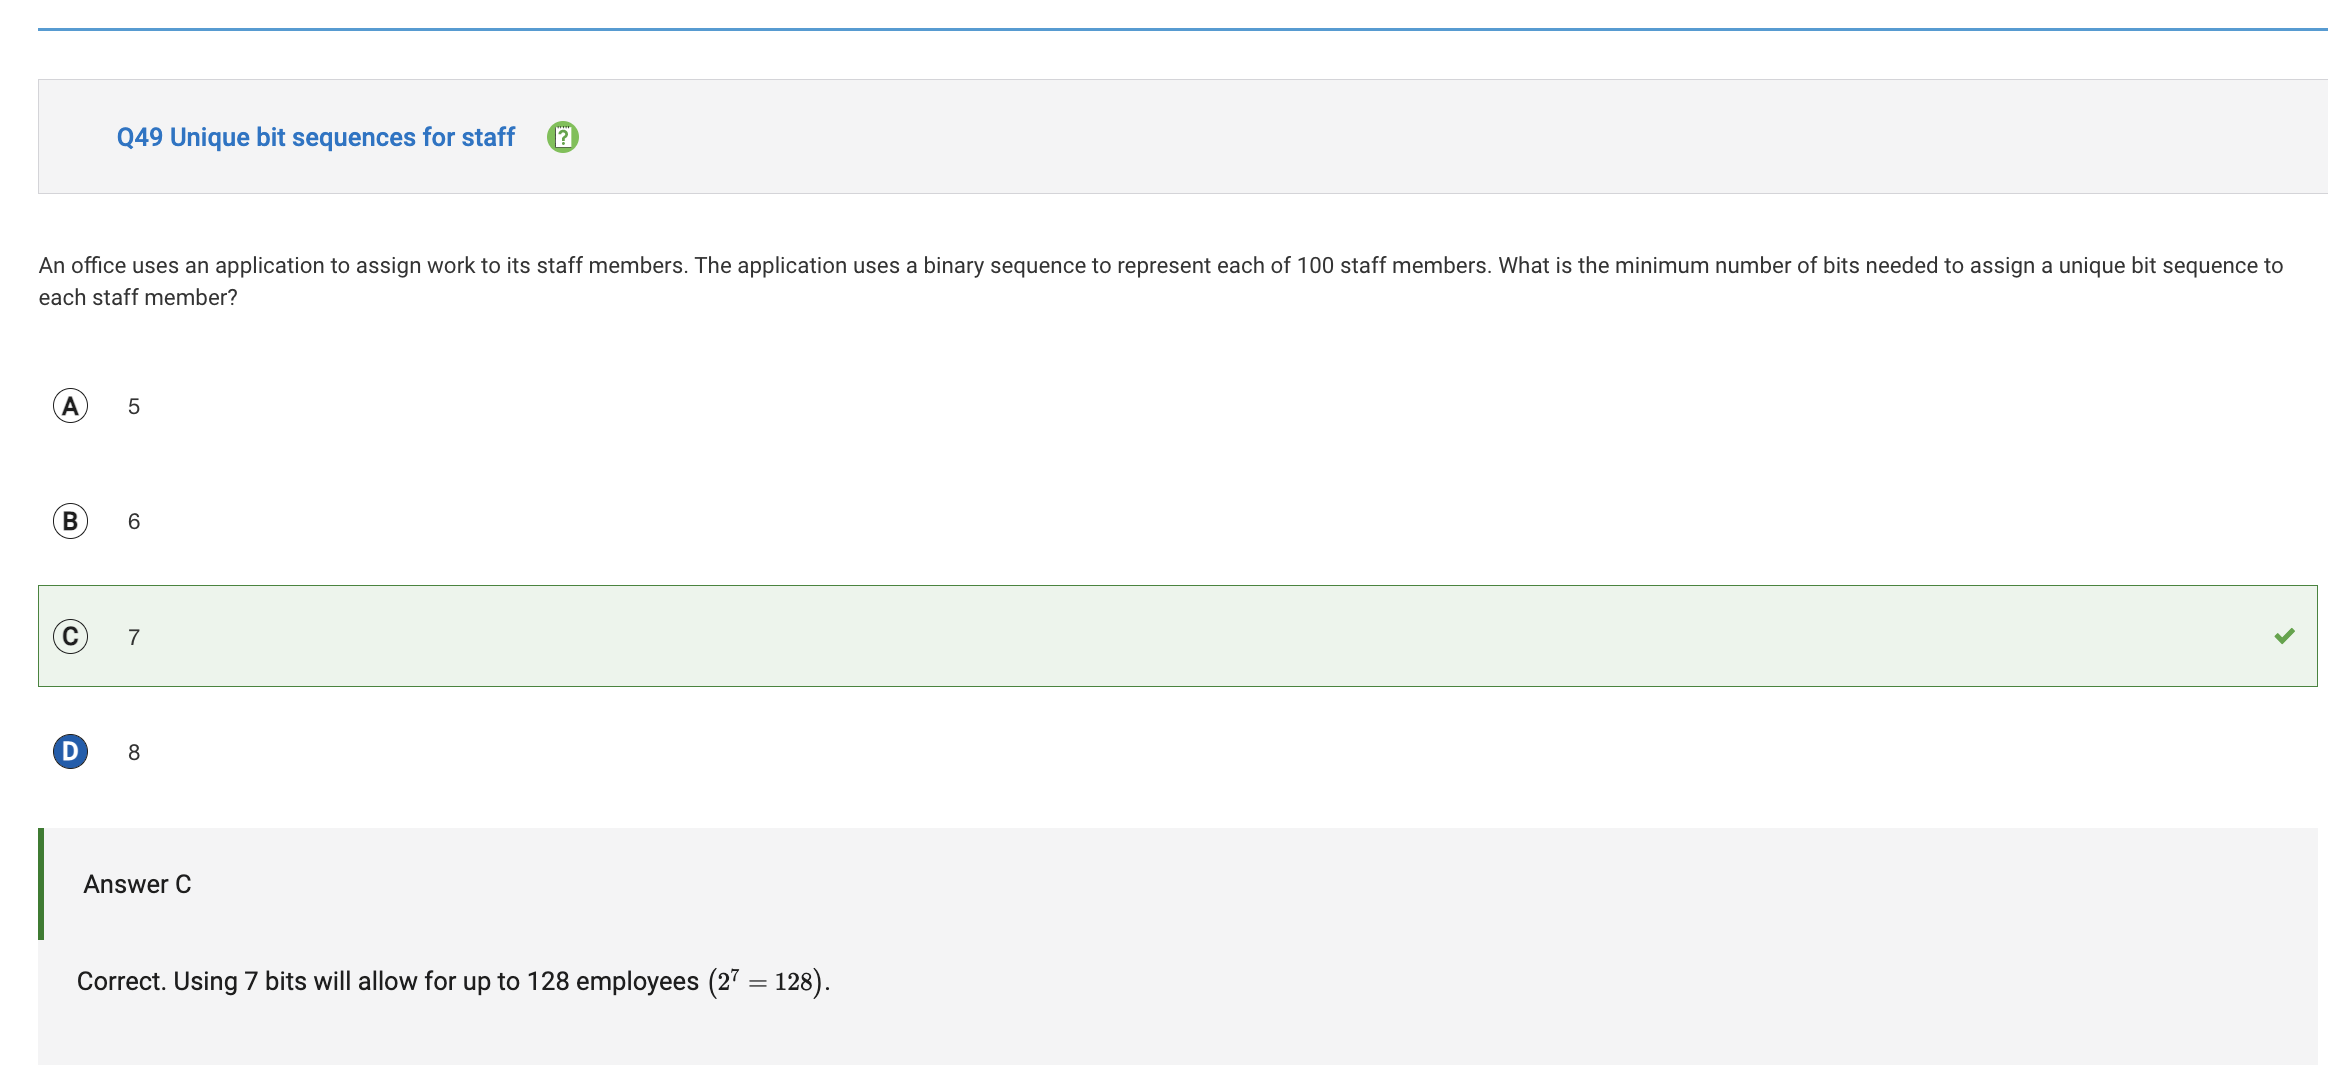 Q49 Unique bit sequences for staff
An office uses an application to assign work to its staff members. The application uses a binary sequence to represent each of 100 staff members. What is the minimum number of bits needed to assign a unique bit sequence to
each staff member?
A 5
B 6
C 7
D 8
Answer C
Correct. Using 7 bits will allow for up to 128 employees (2⁷ = 128).